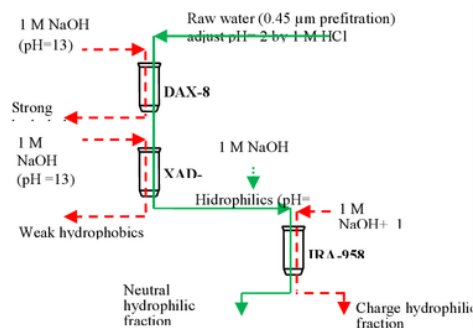 Raw water (0.45 µm prefitration)
adjust pH= 2 by 1 M HCl
1 M NaOH
(pH=13)
DAX-8
Strong
1 M
NaOH
(pH =13)
XAD-
1 M NaOH
Hidrophilics (pH=
Weak hydrophobics
1 M
NaOH+ 1
IRA-958
Neutral
hydrophilic
fraction
Charge hydrophilic
fraction